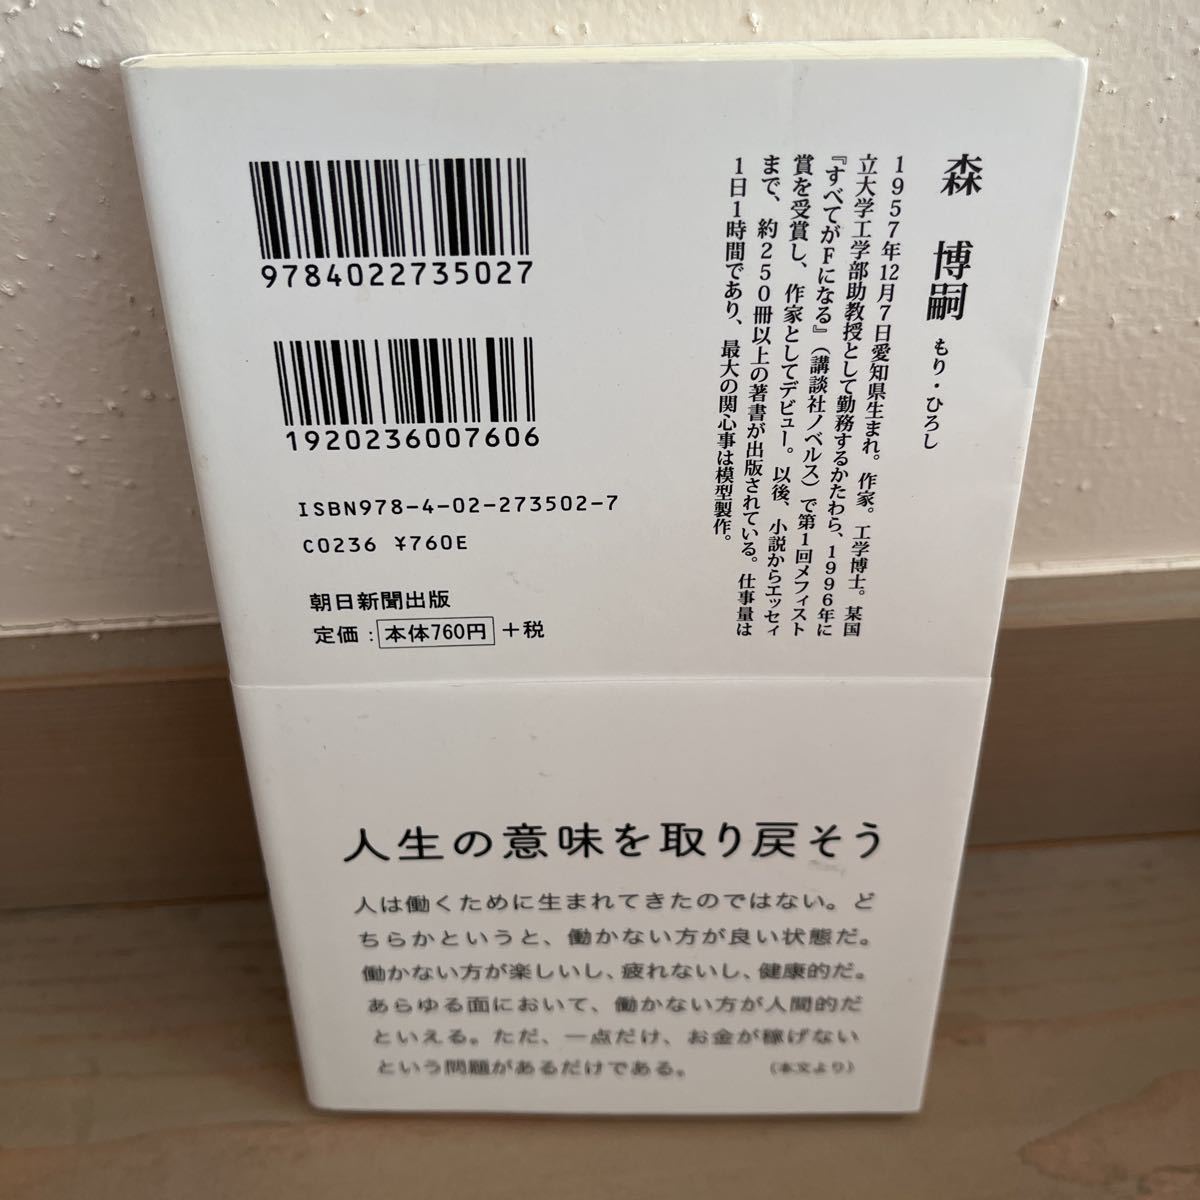 森 博嗣 もり・ひろし
1957年12月7日愛知県生まれ。作家。工学博士。某国
立大学工学部助教授として勤務するかたわら、1996年に
『すべてがFになる』（講談社ノベルス）で第1回メフィスト
賞を受賞し、作家としてデビュー。以後、小説からエッセィ
まで、約250冊以上の著書が出版されている。仕事量は
1日1時間であり、最大の関心事は模型製作。
9784022735027
1920236007606
ISBN978-4-02-273502-7
C0236 ¥760E
朝日新聞出版
定価：本体760円 +税
人生の意味を取り戻そう
人は働くために生まれてきたのではない。ど
ちらかというと、働かない方が良い状態だ。
働かない方が楽しいし、疲れないし、健康的だ。
あらゆる面において、働かない方が人間的だ
といえる。ただ、一点だけ、お金が稼げない
という問題があるだけである。 （本文より）